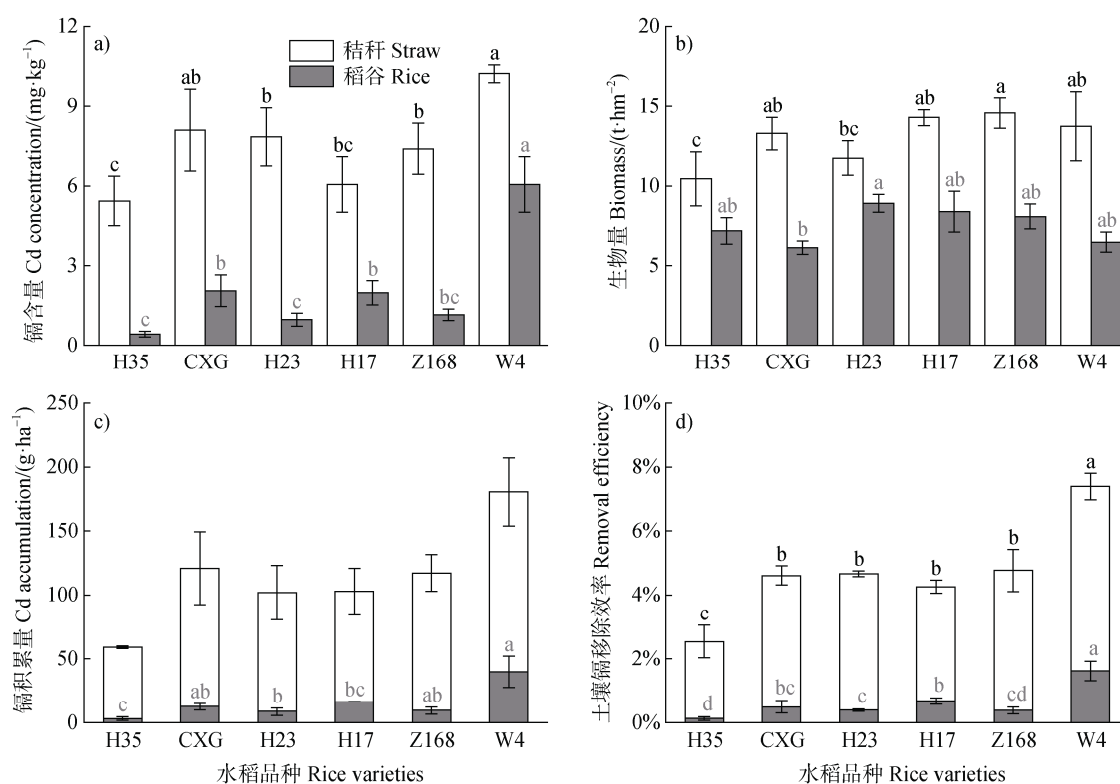 a)
秸秆 Straw
稻谷 Rice
镉含量 Cd concentration/(mg·kg⁻¹)
12
9
6
3
0
c
ab
b
bc
b
a
c
b
c
b
bc
a
H35 CXG H23 H17 Z168 W4
b)
生物量 Biomass/(t·hm⁻²)
20
15
10
5
0
c
ab
bc
ab
a
ab
ab
b
a
ab
ab
ab
H35 CXG H23 H17 Z168 W4
c)
镉积累量 Cd accumulation/(g·ha⁻¹)
250
200
150
100
50
0
c
ab
b
bc
ab
a
H35 CXG H23 H17 Z168 W4
水稻品种 Rice varieties
d)
土壤镉移除效率 Removal efficiency
10%
8%
6%
4%
2%
0%
c
b
b
b
b
a
d
bc
c
b
cd
a
H35 CXG H23 H17 Z168 W4
水稻品种 Rice varieties